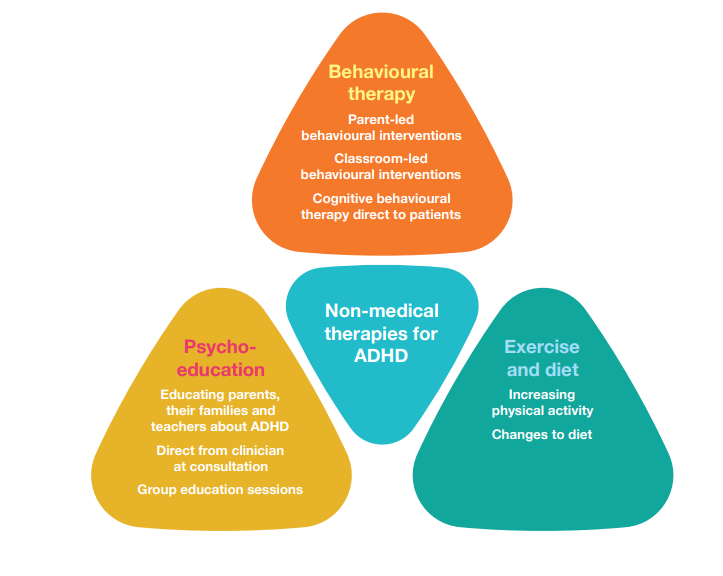 Behavioural
therapy
Parent-led
behavioural interventions
Classroom-led
behavioural interventions
Cognitive behavioural
therapy direct to patients
Non-medical
therapies for
ADHD
Psycho-
education
Educating parents,
their families and
teachers about ADHD
Direct from clinician
at consultation
Group education sessions
Exercise
and diet
Increasing
physical activity
Changes to diet